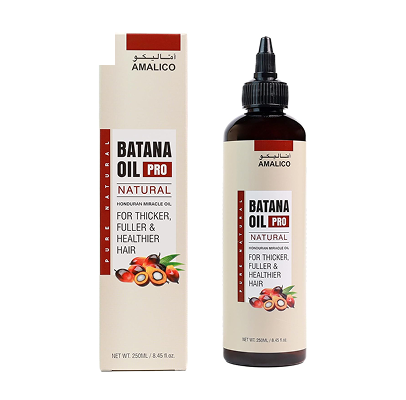 أماليكو
AMALICO
PURE NATURAL
BATANA
OIL PRO
NATURAL
HONDURAN MIRACLE OIL
FOR THICKER,
FULLER &
HEALTHIER
HAIR
NET WT. 250ML / 8.45 fl.oz.
أماليكو
AMALICO
PURE NATURAL
BATANA
OIL PRO
NATURAL
HONDURAN MIRACLE OIL
FOR THICKER,
FULLER &
HEALTHIER
HAIR
NET WT. 250ML / 8.45 fl.oz.